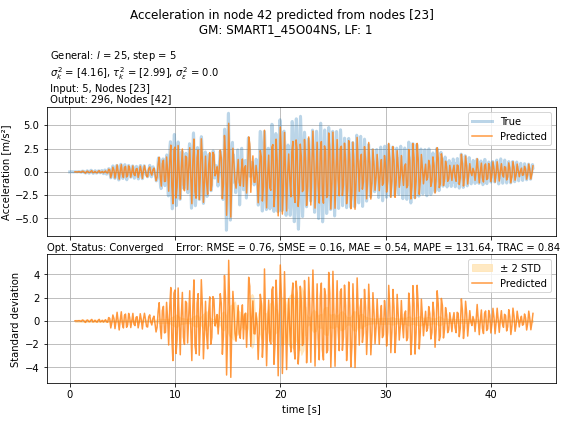 Acceleration in node 42 predicted from nodes [23]
GM: SMART1_45O04NS, LF: 1
General: l = 25, step = 5
σ²ₖ = [4.16], τ²ₖ = [2.99], σ²ε = 0.0
Input: 5, Nodes [23]
Output: 296, Nodes [42]
Acceleration [m/s²]
5.0
2.5
0.0
−2.5
−5.0
True
Predicted
Opt. Status: Converged Error: RMSE = 0.76, SMSE = 0.16, MAE = 0.54, MAPE = 131.64, TRAC = 0.84
Standard deviation
4
2
0
−2
−4
± 2 STD
Predicted
0 10 20 30 40
time [s]